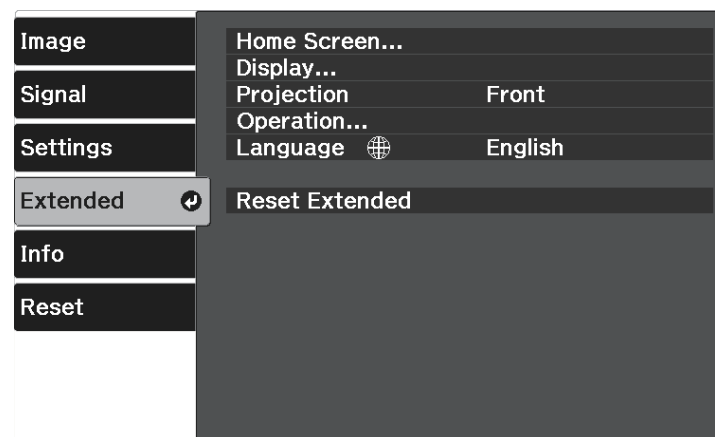 Image
Signal
Settings
Extended
Info
Reset
Home Screen...
Display...
Projection Front
Operation...
Language English
Reset Extended